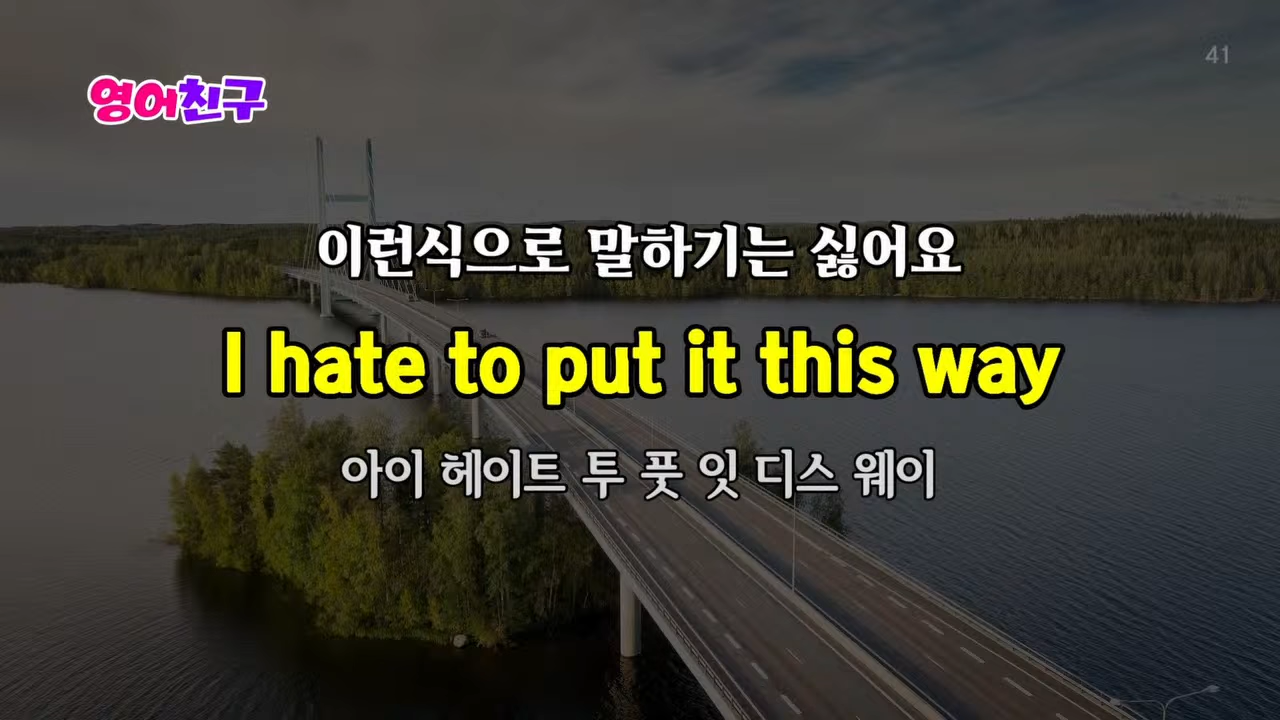 41
영어친구
이런식으로 말하기는 싫어요
I hate to put it this way
아이 헤이트 투 풋 잇 디스 웨이